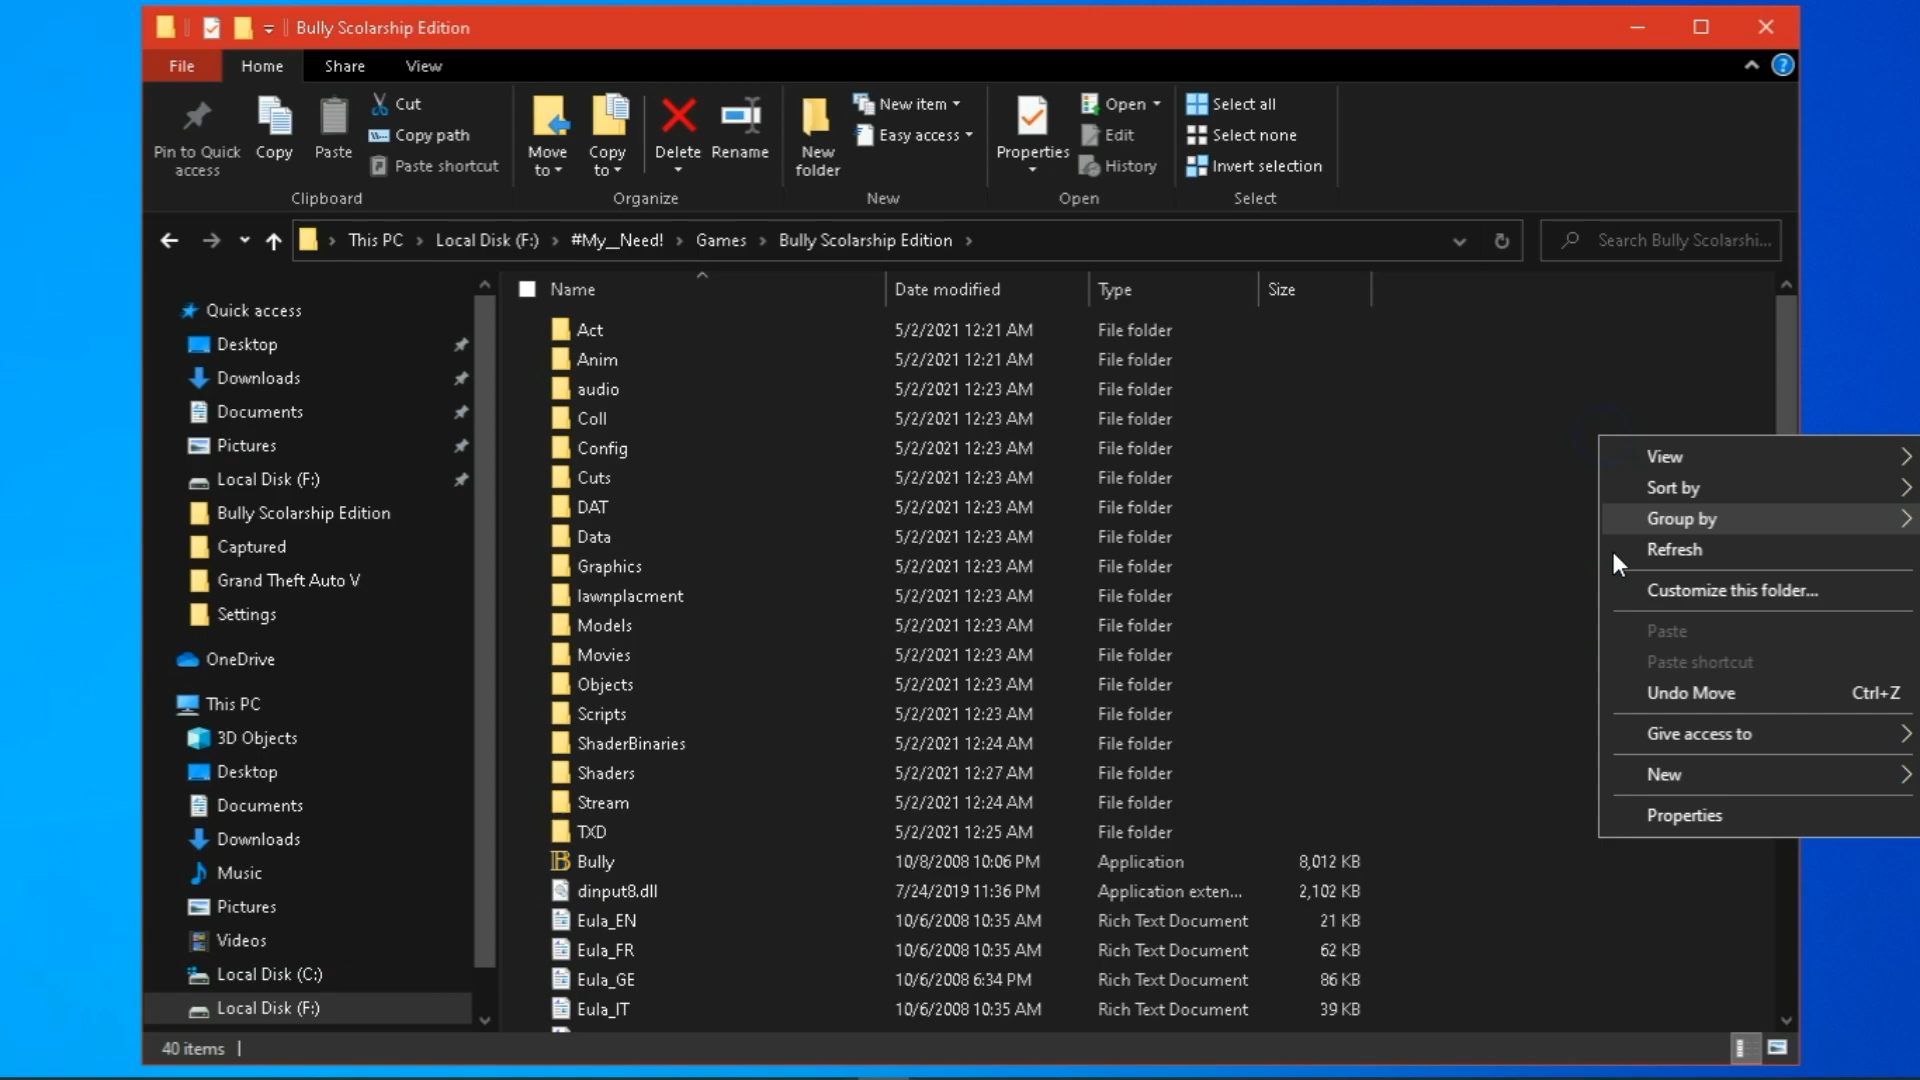 Bully Scolarship Edition
File Home Share View
Pin to Quick access
Copy
Paste
Cut
Copy path
Paste shortcut
Clipboard
Move to
Copy to
Delete
Rename
Organize
New folder
New item
Easy access
New
Properties
Open
Edit
History
Open
Select all
Select none
Invert selection
Select
This PC > Local Disk (F:) > #My__Need! > Games > Bully Scolarship Edition >
Search Bully Scolarshi...
Quick access
Desktop
Downloads
Documents
Pictures
Local Disk (F:)
Bully Scolarship Edition
Captured
Grand Theft Auto V
Settings
OneDrive
This PC
3D Objects
Desktop
Documents
Downloads
Music
Pictures
Videos
Local Disk (C:)
Local Disk (F:)
Name Date modified Type Size
Act 5/2/2021 12:21 AM File folder
Anim 5/2/2021 12:21 AM File folder
audio 5/2/2021 12:23 AM File folder
Coll 5/2/2021 12:23 AM File folder
Config 5/2/2021 12:23 AM File folder
Cuts 5/2/2021 12:23 AM File folder
DAT 5/2/2021 12:23 AM File folder
Data 5/2/2021 12:23 AM File folder
Graphics 5/2/2021 12:23 AM File folder
lawnplacment 5/2/2021 12:23 AM File folder
Models 5/2/2021 12:23 AM File folder
Movies 5/2/2021 12:23 AM File folder
Objects 5/2/2021 12:23 AM File folder
Scripts 5/2/2021 12:23 AM File folder
ShaderBinaries 5/2/2021 12:24 AM File folder
Shaders 5/2/2021 12:27 AM File folder
Stream 5/2/2021 12:24 AM File folder
TXD 5/2/2021 12:25 AM File folder
Bully 10/8/2008 10:06 PM Application 8,012 KB
dinput8.dll 7/24/2019 11:36 PM Application exten... 2,102 KB
Eula_EN 10/6/2008 10:35 AM Rich Text Document 21 KB
Eula_FR 10/6/2008 10:35 AM Rich Text Document 62 KB
Eula_GE 10/6/2008 6:34 PM Rich Text Document 86 KB
Eula_IT 10/6/2008 10:35 AM Rich Text Document 39 KB
View
Sort by
Group by
Refresh
Customize this folder...
Paste
Paste shortcut
Undo Move Ctrl+Z
Give access to
New
Properties
40 items